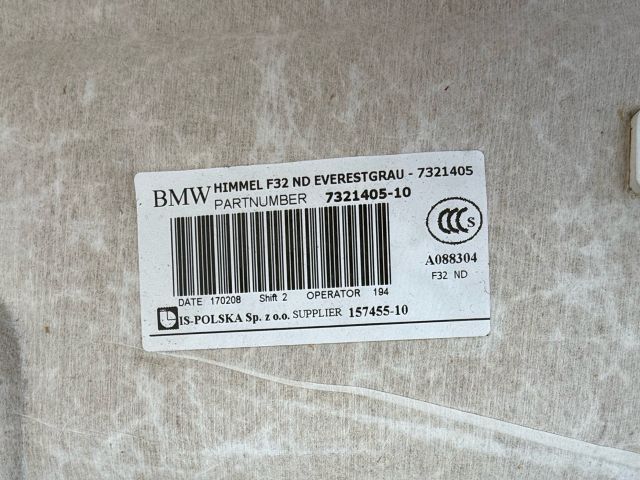 BMW HIMMEL F32 ND EVERESTGRAU - 7321405
PARTNUMBER 7321405-10
CCC S
A088304
F32 ND
DATE 170208 Shift 2 OPERATOR 194
IS-POLSKA Sp. z o.o. SUPPLIER 157455-10